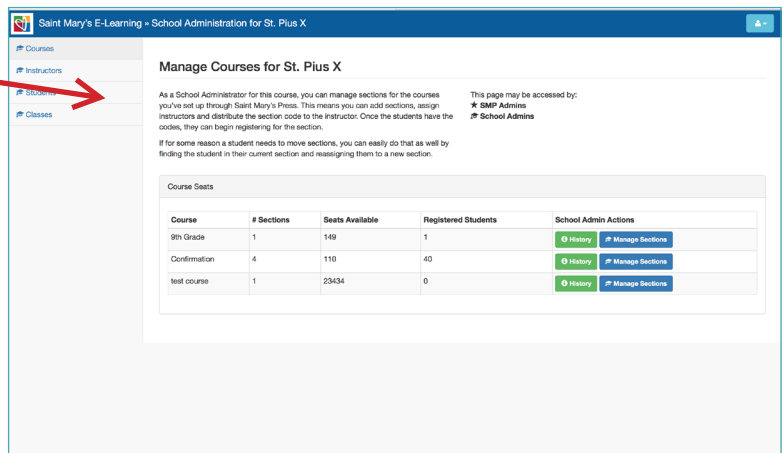 Saint Mary's E-Learning » School Administration for St. Pius X
Courses
Instructors
Students
Classes
Manage Courses for St. Pius X
As a School Administrator for this course, you can manage sections for the courses
you've set up through Saint Mary's Press. This means you can add sections, assign
instructors and distribute the section code to the instructor. Once the students have the
codes, they can begin registering for the section.
If for some reason a student needs to move sections, you can easily do that as well by
finding the student in their current section and reassigning them to a new section.
This page may be accessed by:
★ SMP Admins
School Admins
Course Seats
Course # Sections Seats Available Registered Students School Admin Actions
9th Grade 1 149 1 History Manage Sections
Confirmation 4 110 40 History Manage Sections
test course 1 23434 0 History Manage Sections